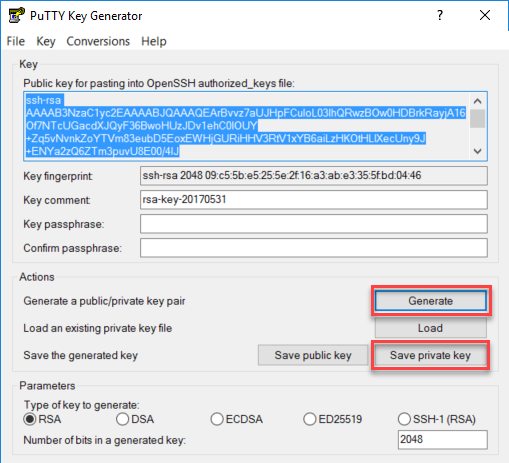 PuTTY Key Generator
?
File Key Conversions Help
Key
Public key for pasting into OpenSSH authorized_keys file:
ssh-rsa
AAAAB3NzaC1yc2EAAAABJQAAAQEArBvvz7aUJHpFCuloL03IhQRwzBOw0HDBrkRayjA16
Of7NTcUGacdXJQyF36BwoHUzJDv1ehC0IOUY
+Zq5vNvnkZoYTVm83eubD5EoxEWHjGURiHHV3RtV1xYB6aiLzHKOtHLlXecUny9J
+ENYa2zQ6ZTm3puvU8E00/4IJ
Key fingerprint: ssh-rsa 2048 09:c5:5b:e5:25:5e:2f:16:a3:ab:e3:35:5f:bd:04:46
Key comment: rsa-key-20170531
Key passphrase:
Confirm passphrase:
Actions
Generate a public/private key pair Generate
Load an existing private key file Load
Save the generated key Save public key Save private key
Parameters
Type of key to generate:
RSA DSA ECDSA ED25519 SSH-1 (RSA)
Number of bits in a generated key: 2048